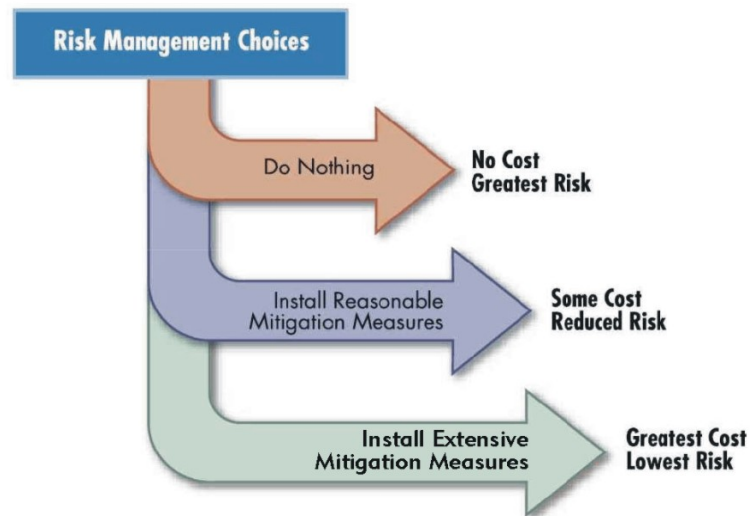 Risk Management Choices
Do Nothing
No Cost
Greatest Risk
Install Reasonable
Mitigation Measures
Some Cost
Reduced Risk
Install Extensive
Mitigation Measures
Greatest Cost
Lowest Risk